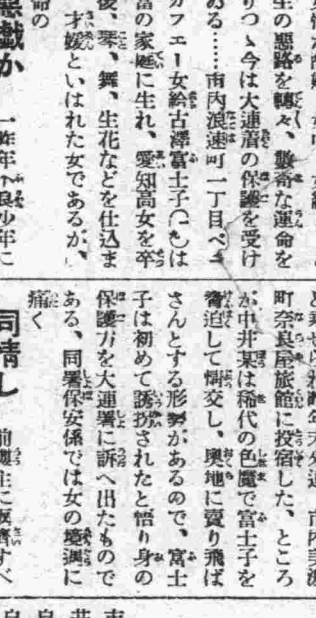 生の悪路を轉々、數奇な運命を
りつゝ今は大連署の保護を受け
ある……市内浪速町一丁目ペ
カフエー女給古澤富士子(
)は
富の家庭に生れ、愛知高女を卒
後、琴、舞、生花などを仕込ま
才媛といはれた女であるが、
命の
悪戯か
一昨年
良少年に
町奈良屋旅館に投宿した、ところ
が中井某は稀代の色魔で富士子を
脅迫して情交し、奥地に賣り飛ば
さんとする形勢があるので、富士
子は初めて誘拐されたと悟り身の
保護方を大連署に訴へ出たもので
ある、同署保安係では女の境遇に
痛く
同情し